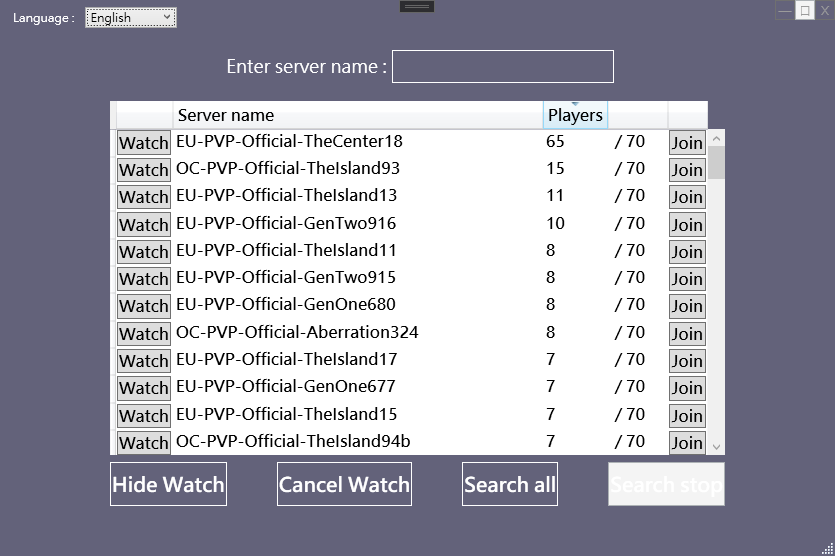 Language : English
Enter server name :
Server name Players
Watch EU-PVP-Official-TheCenter18 65 / 70 Join
Watch OC-PVP-Official-TheIsland93 15 / 70 Join
Watch EU-PVP-Official-TheIsland13 11 / 70 Join
Watch EU-PVP-Official-GenTwo916 10 / 70 Join
Watch EU-PVP-Official-TheIsland11 8 / 70 Join
Watch EU-PVP-Official-GenTwo915 8 / 70 Join
Watch EU-PVP-Official-GenOne680 8 / 70 Join
Watch OC-PVP-Official-Aberration324 8 / 70 Join
Watch EU-PVP-Official-TheIsland17 7 / 70 Join
Watch EU-PVP-Official-GenOne677 7 / 70 Join
Watch EU-PVP-Official-TheIsland15 7 / 70 Join
Watch OC-PVP-Official-TheIsland94b 7 / 70 Join
Hide Watch Cancel Watch Search all Search stop